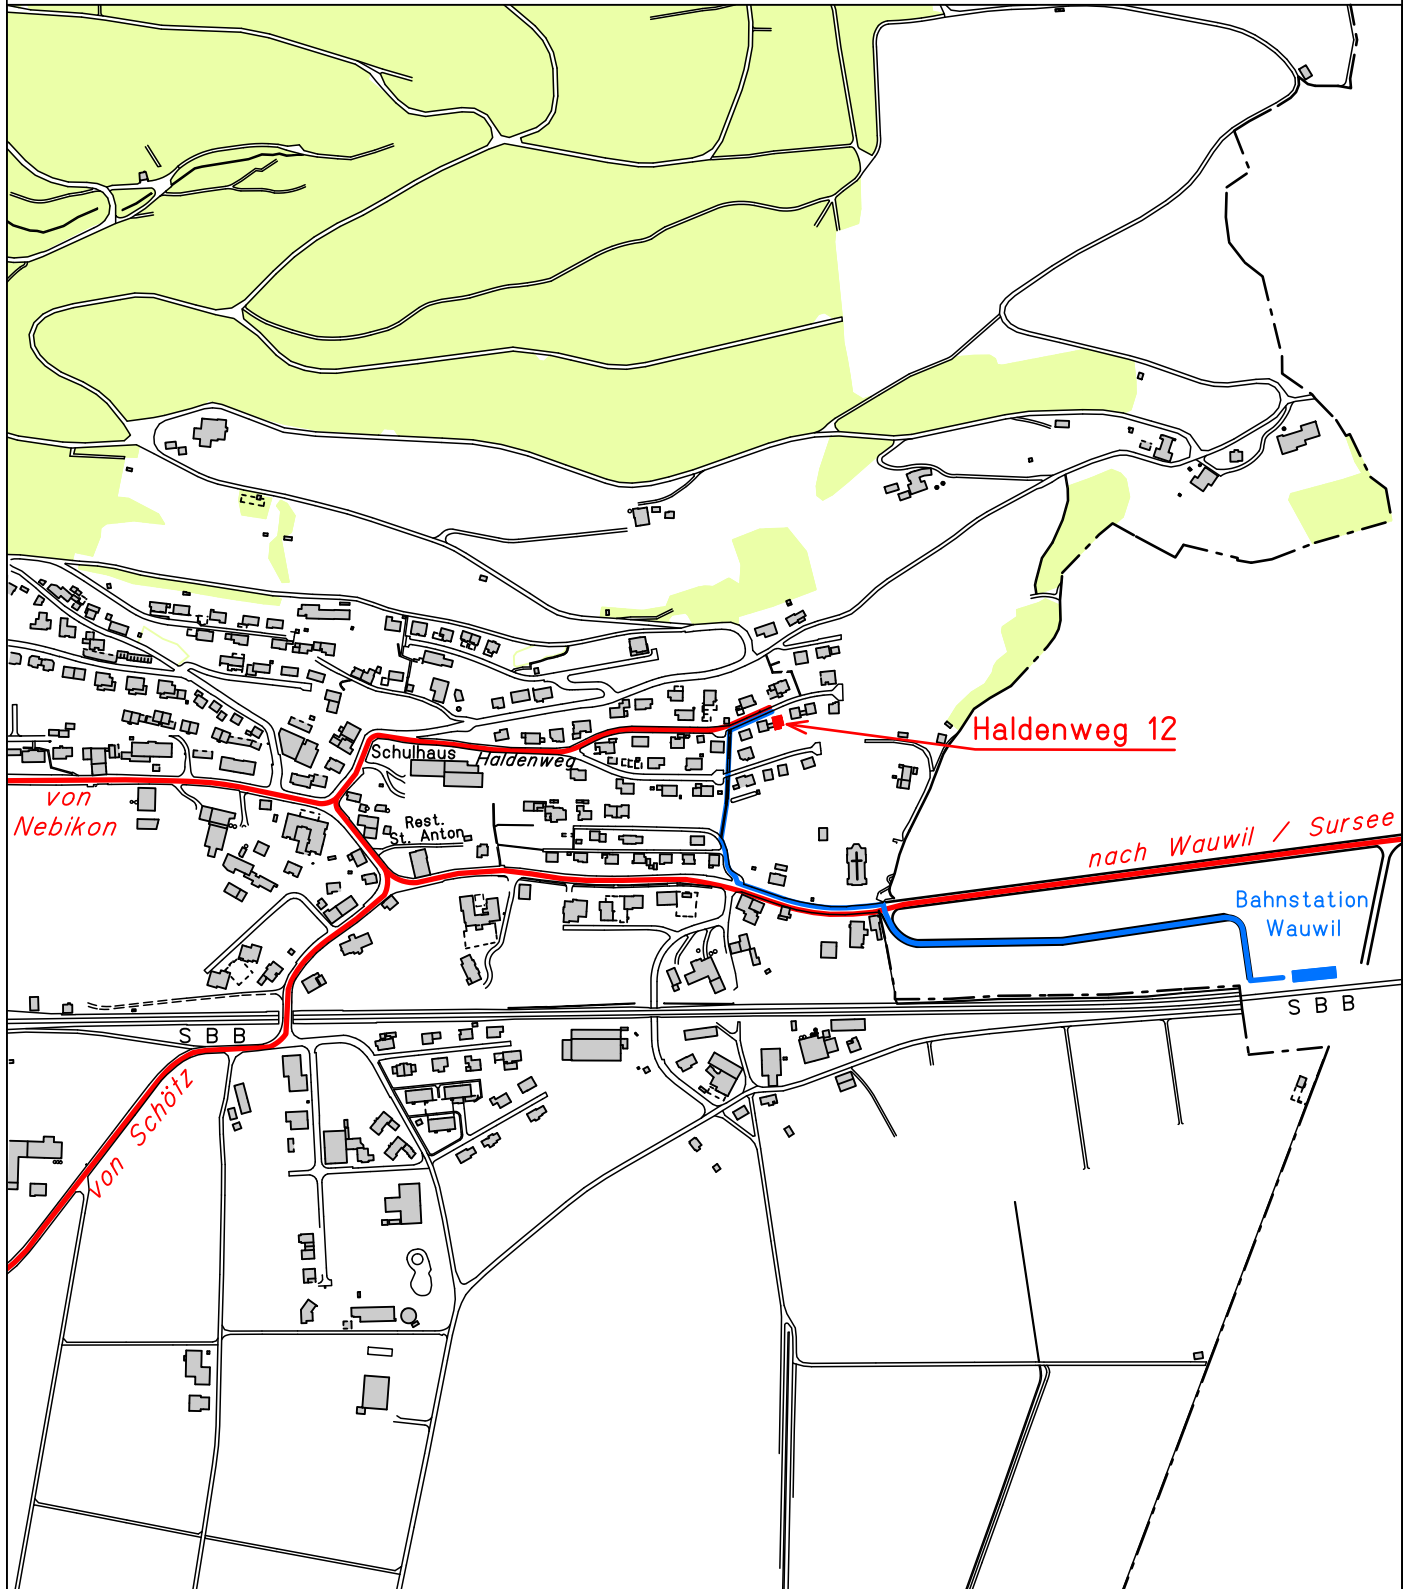 Haldenweg 12
Schulhaus
Haldenweg
von
Nebikon
Rest.
St. Anton
nach Wauwil / Sursee
Bahnstation
Wauwil
S B B
S B B
von Schötz